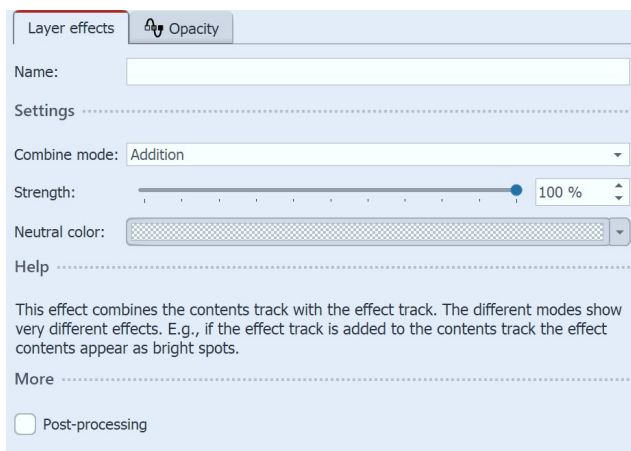 Layer effects Opacity
Name:
Settings
Combine mode: Addition
Strength: 100 %
Neutral color:
Help
This effect combines the contents track with the effect track. The different modes show
very different effects. E.g., if the effect track is added to the contents track the effect
contents appear as bright spots.
More
Post-processing